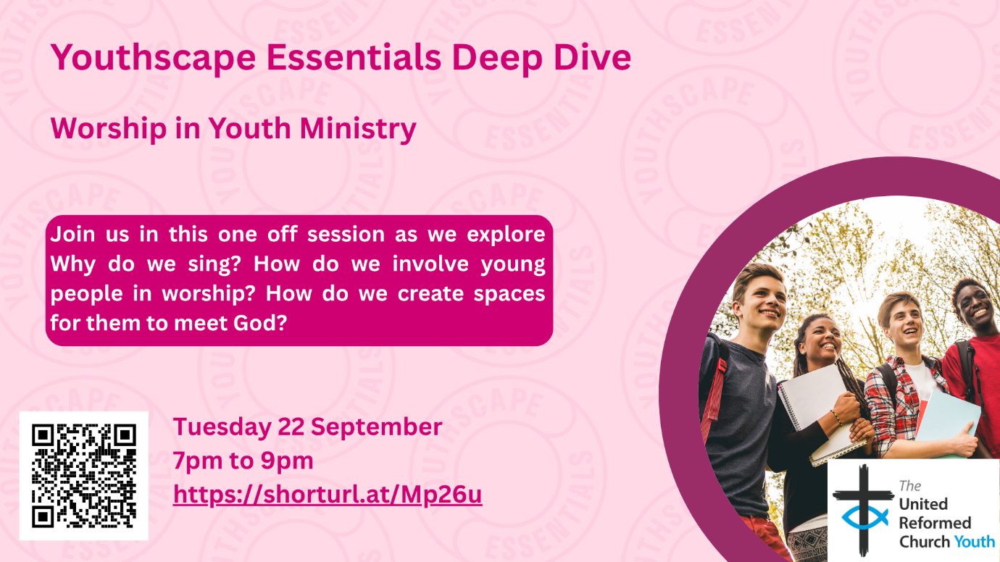 Youthscape Essentials Deep Dive
Worship in Youth Ministry
Join us in this one off session as we explore
Why do we sing? How do we involve young
people in worship? How do we create spaces
for them to meet God?
Tuesday 22 September
7pm to 9pm
https://shorturl.at/Mp26u
The
United
Reformed
Church Youth
YOUTHSCAPE
ESSENTIALS